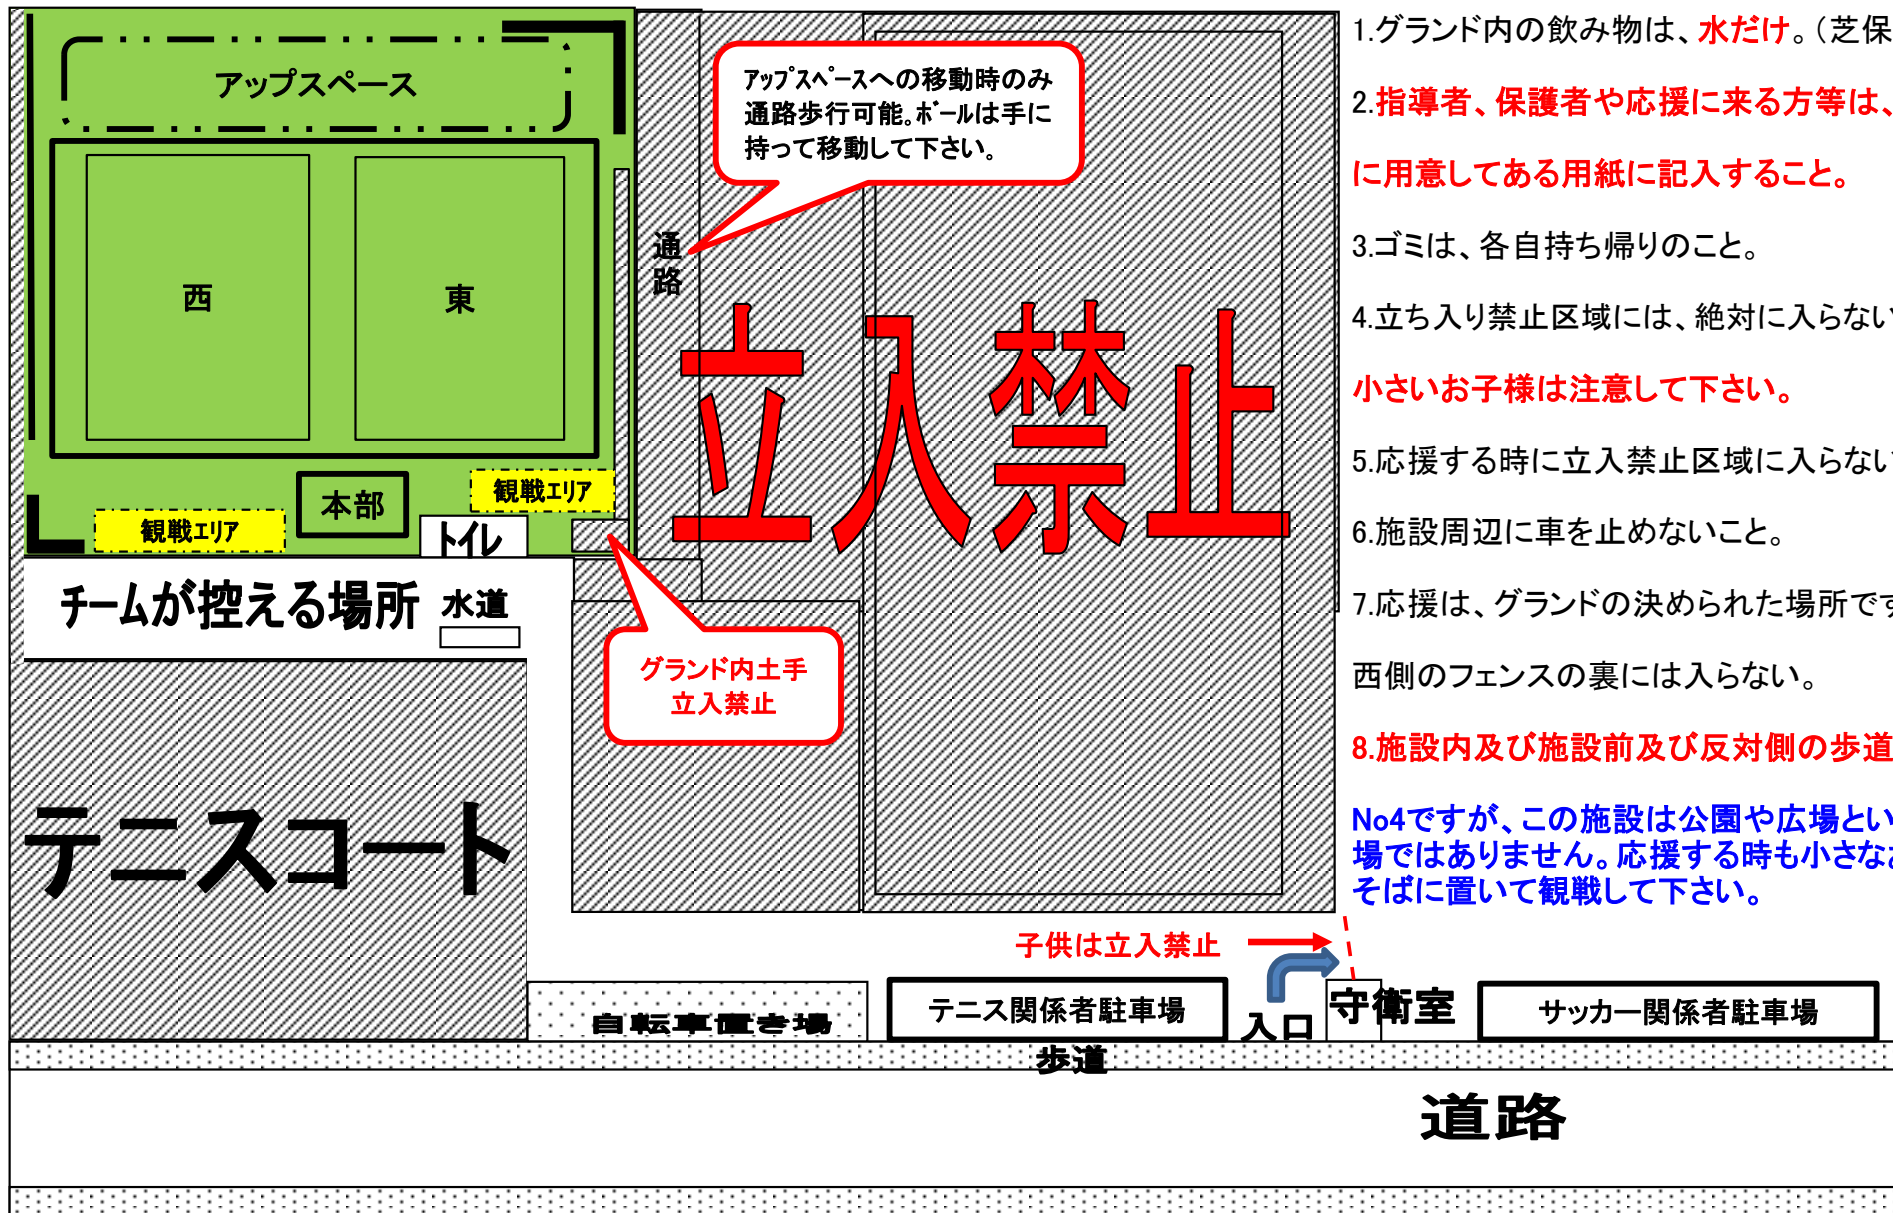 アップスペース
アップスペースへの移動時のみ
通路歩行可能。ボールは手に
持って移動して下さい。
通路
西
東
立入禁止
本部
観戦エリア
観戦エリア
トイレ
チームが控える場所
水道
グランド内土手
立入禁止
テニスコート
子供は立入禁止
自転車置き場
テニス関係者駐車場
入口
守衛室
サッカー関係者駐車場
歩道
道路
1.グランド内の飲み物は、水だけ。（芝保
2.指導者、保護者や応援に来る方等は、
に用意してある用紙に記入すること。
3.ゴミは、各自持ち帰りのこと。
4.立ち入り禁止区域には、絶対に入らない
小さいお子様は注意して下さい。
5.応援する時に立入禁止区域に入らない
6.施設周辺に車を止めないこと。
7.応援は、グランドの決められた場所です
西側のフェンスの裏には入らない。
8.施設内及び施設前及び反対側の歩道
No4ですが、この施設は公園や広場とい
場ではありません。応援する時も小さなお
そばに置いて観戦して下さい。